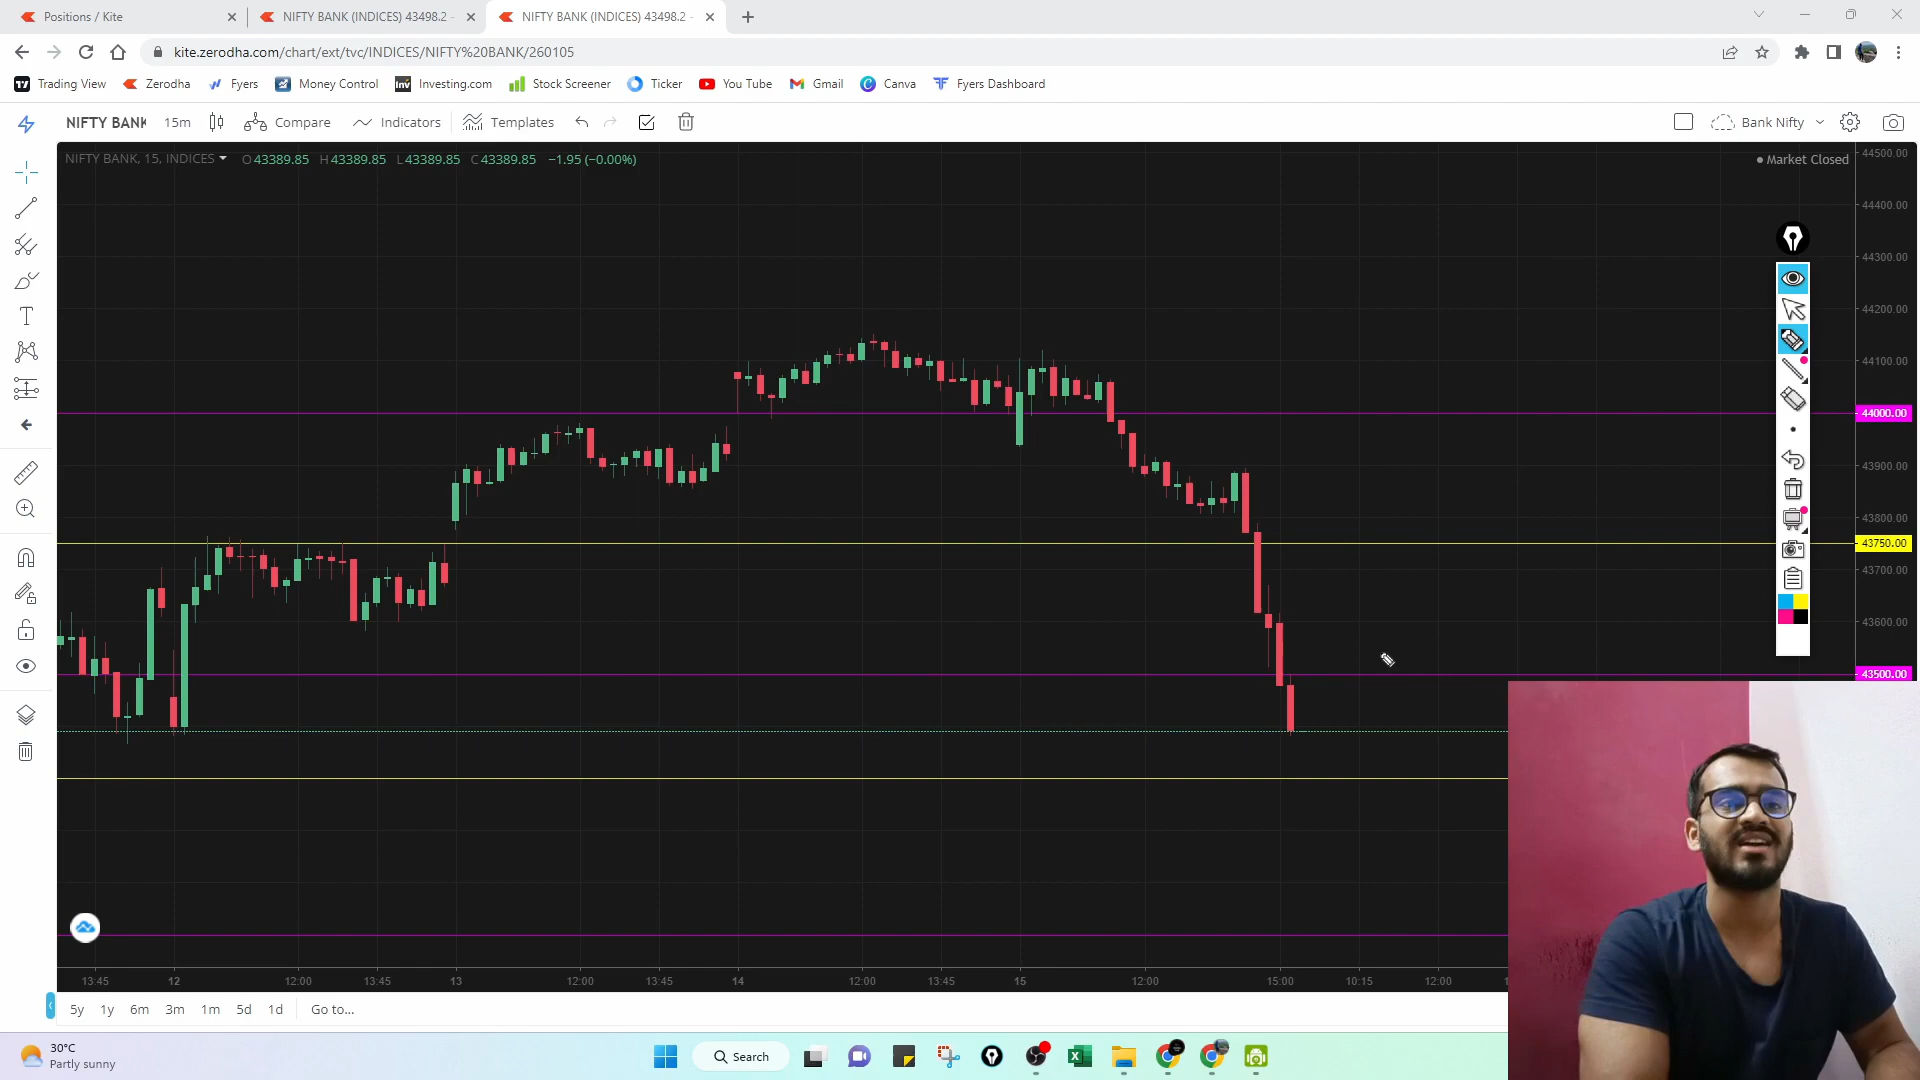 Positions / Kite
NIFTY BANK (INDICES) 43498.2 -
NIFTY BANK (INDICES) 43498.2 -
kite.zerodha.com/chart/ext/tvc/INDICES/NIFTY%20BANK/260105
Trading View
Zerodha
Fyers
Money Control
Inv Investing.com
Stock Screener
Ticker
You Tube
Gmail
Canva
Fyers Dashboard
NIFTY BANK 15m Compare Indicators Templates Bank Nifty
NIFTY BANK, 15, INDICES O43389.85 H43389.85 L43389.85 C43389.85 −1.95 (−0.00%)
Market Closed
44500.00
44400.00
44300.00
44200.00
44100.00
44000.00
43900.00
43800.00
43750.00
43700.00
43600.00
43500.00
13:45 12 12:00 13:45 13 12:00 13:45 14 12:00 13:45 15 12:00 15:00 10:15 12:00
5y 1y 6m 3m 1m 5d 1d Go to...
30°C
Partly sunny
Search